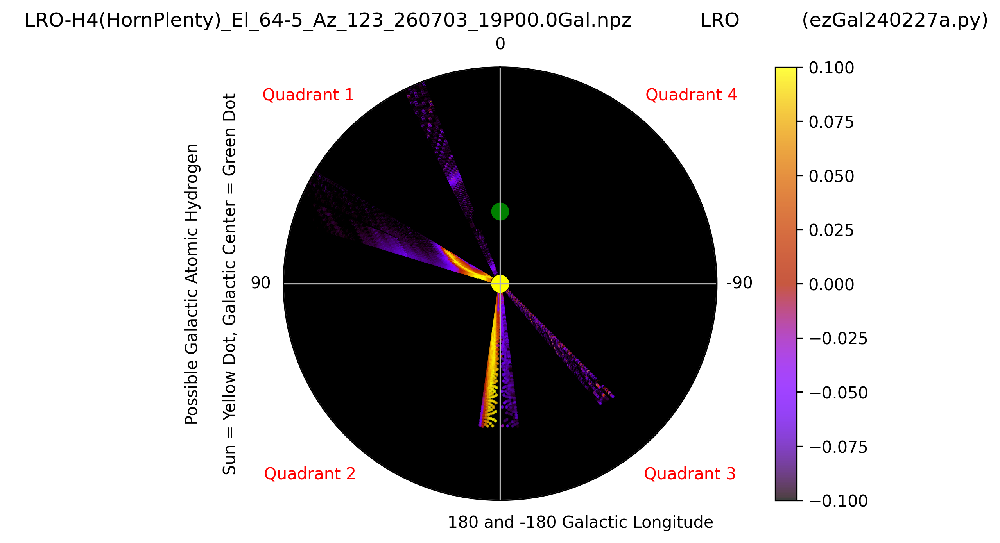 LRO-H4(HornPlenty)_El_64-5_Az_123_260703_19P00.0Gal.npz LRO (ezGal240227a.py)
0
Quadrant 1
Quadrant 4
Possible Galactic Atomic Hydrogen
Sun = Yellow Dot, Galactic Center = Green Dot
90
-90
Quadrant 2
Quadrant 3
180 and -180 Galactic Longitude
0.100
0.075
0.050
0.025
0.000
−0.025
−0.050
−0.075
−0.100